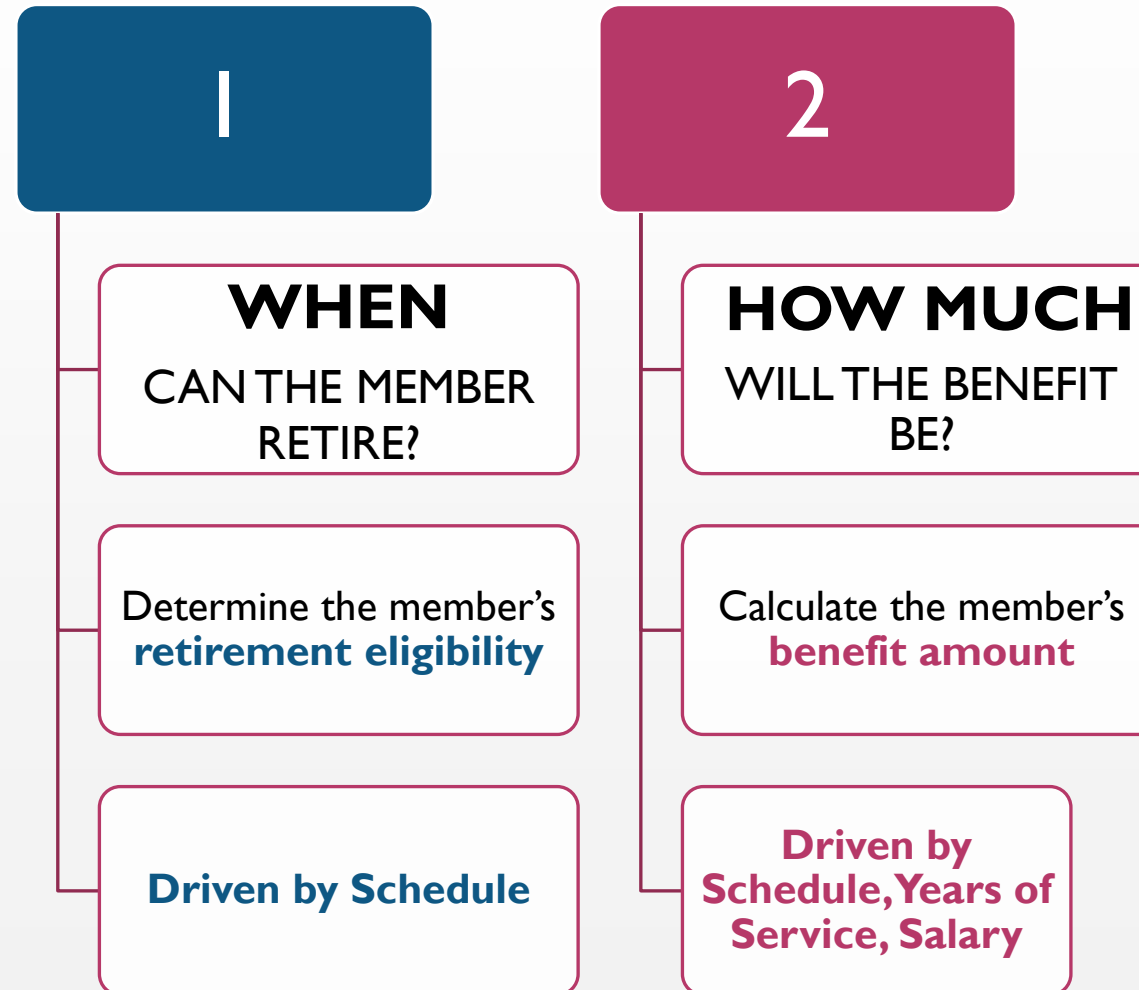 1
WHEN
CAN THE MEMBER
RETIRE?
Determine the member’s
retirement eligibility
Driven by Schedule
2
HOW MUCH
WILL THE BENEFIT
BE?
Calculate the member’s
benefit amount
Driven by
Schedule, Years of
Service, Salary